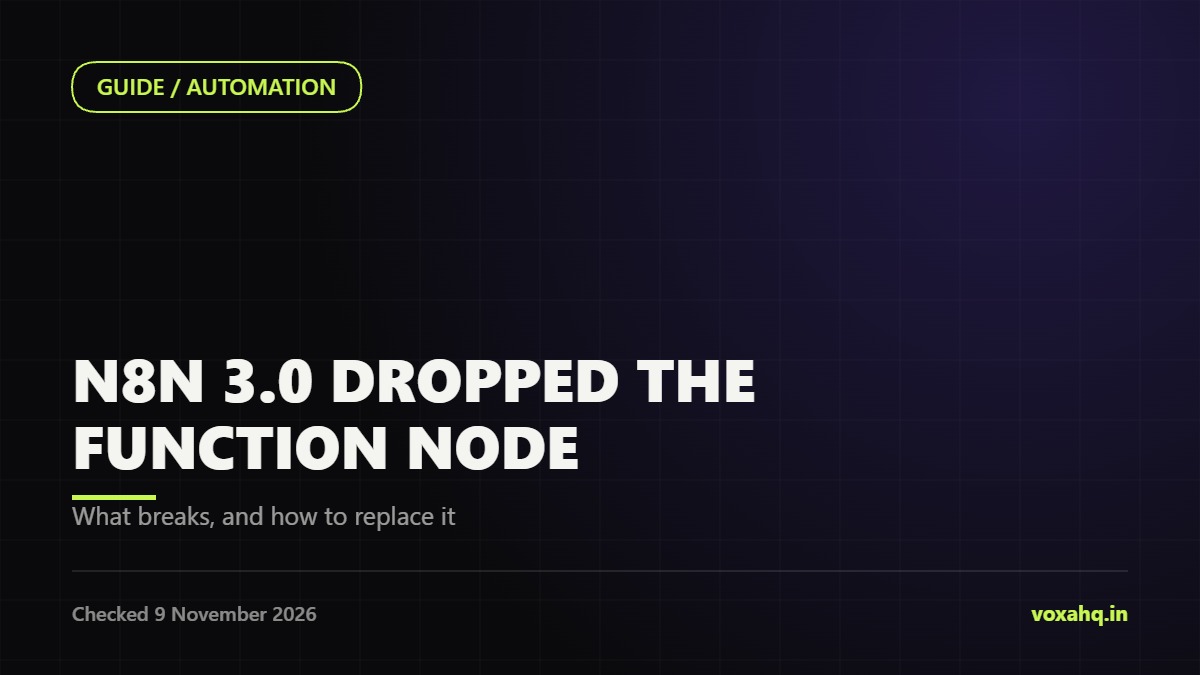 GUIDE / AUTOMATION
N8N 3.0 DROPPED THE
FUNCTION NODE
What breaks, and how to replace it
Checked 9 November 2026
voxahq.in